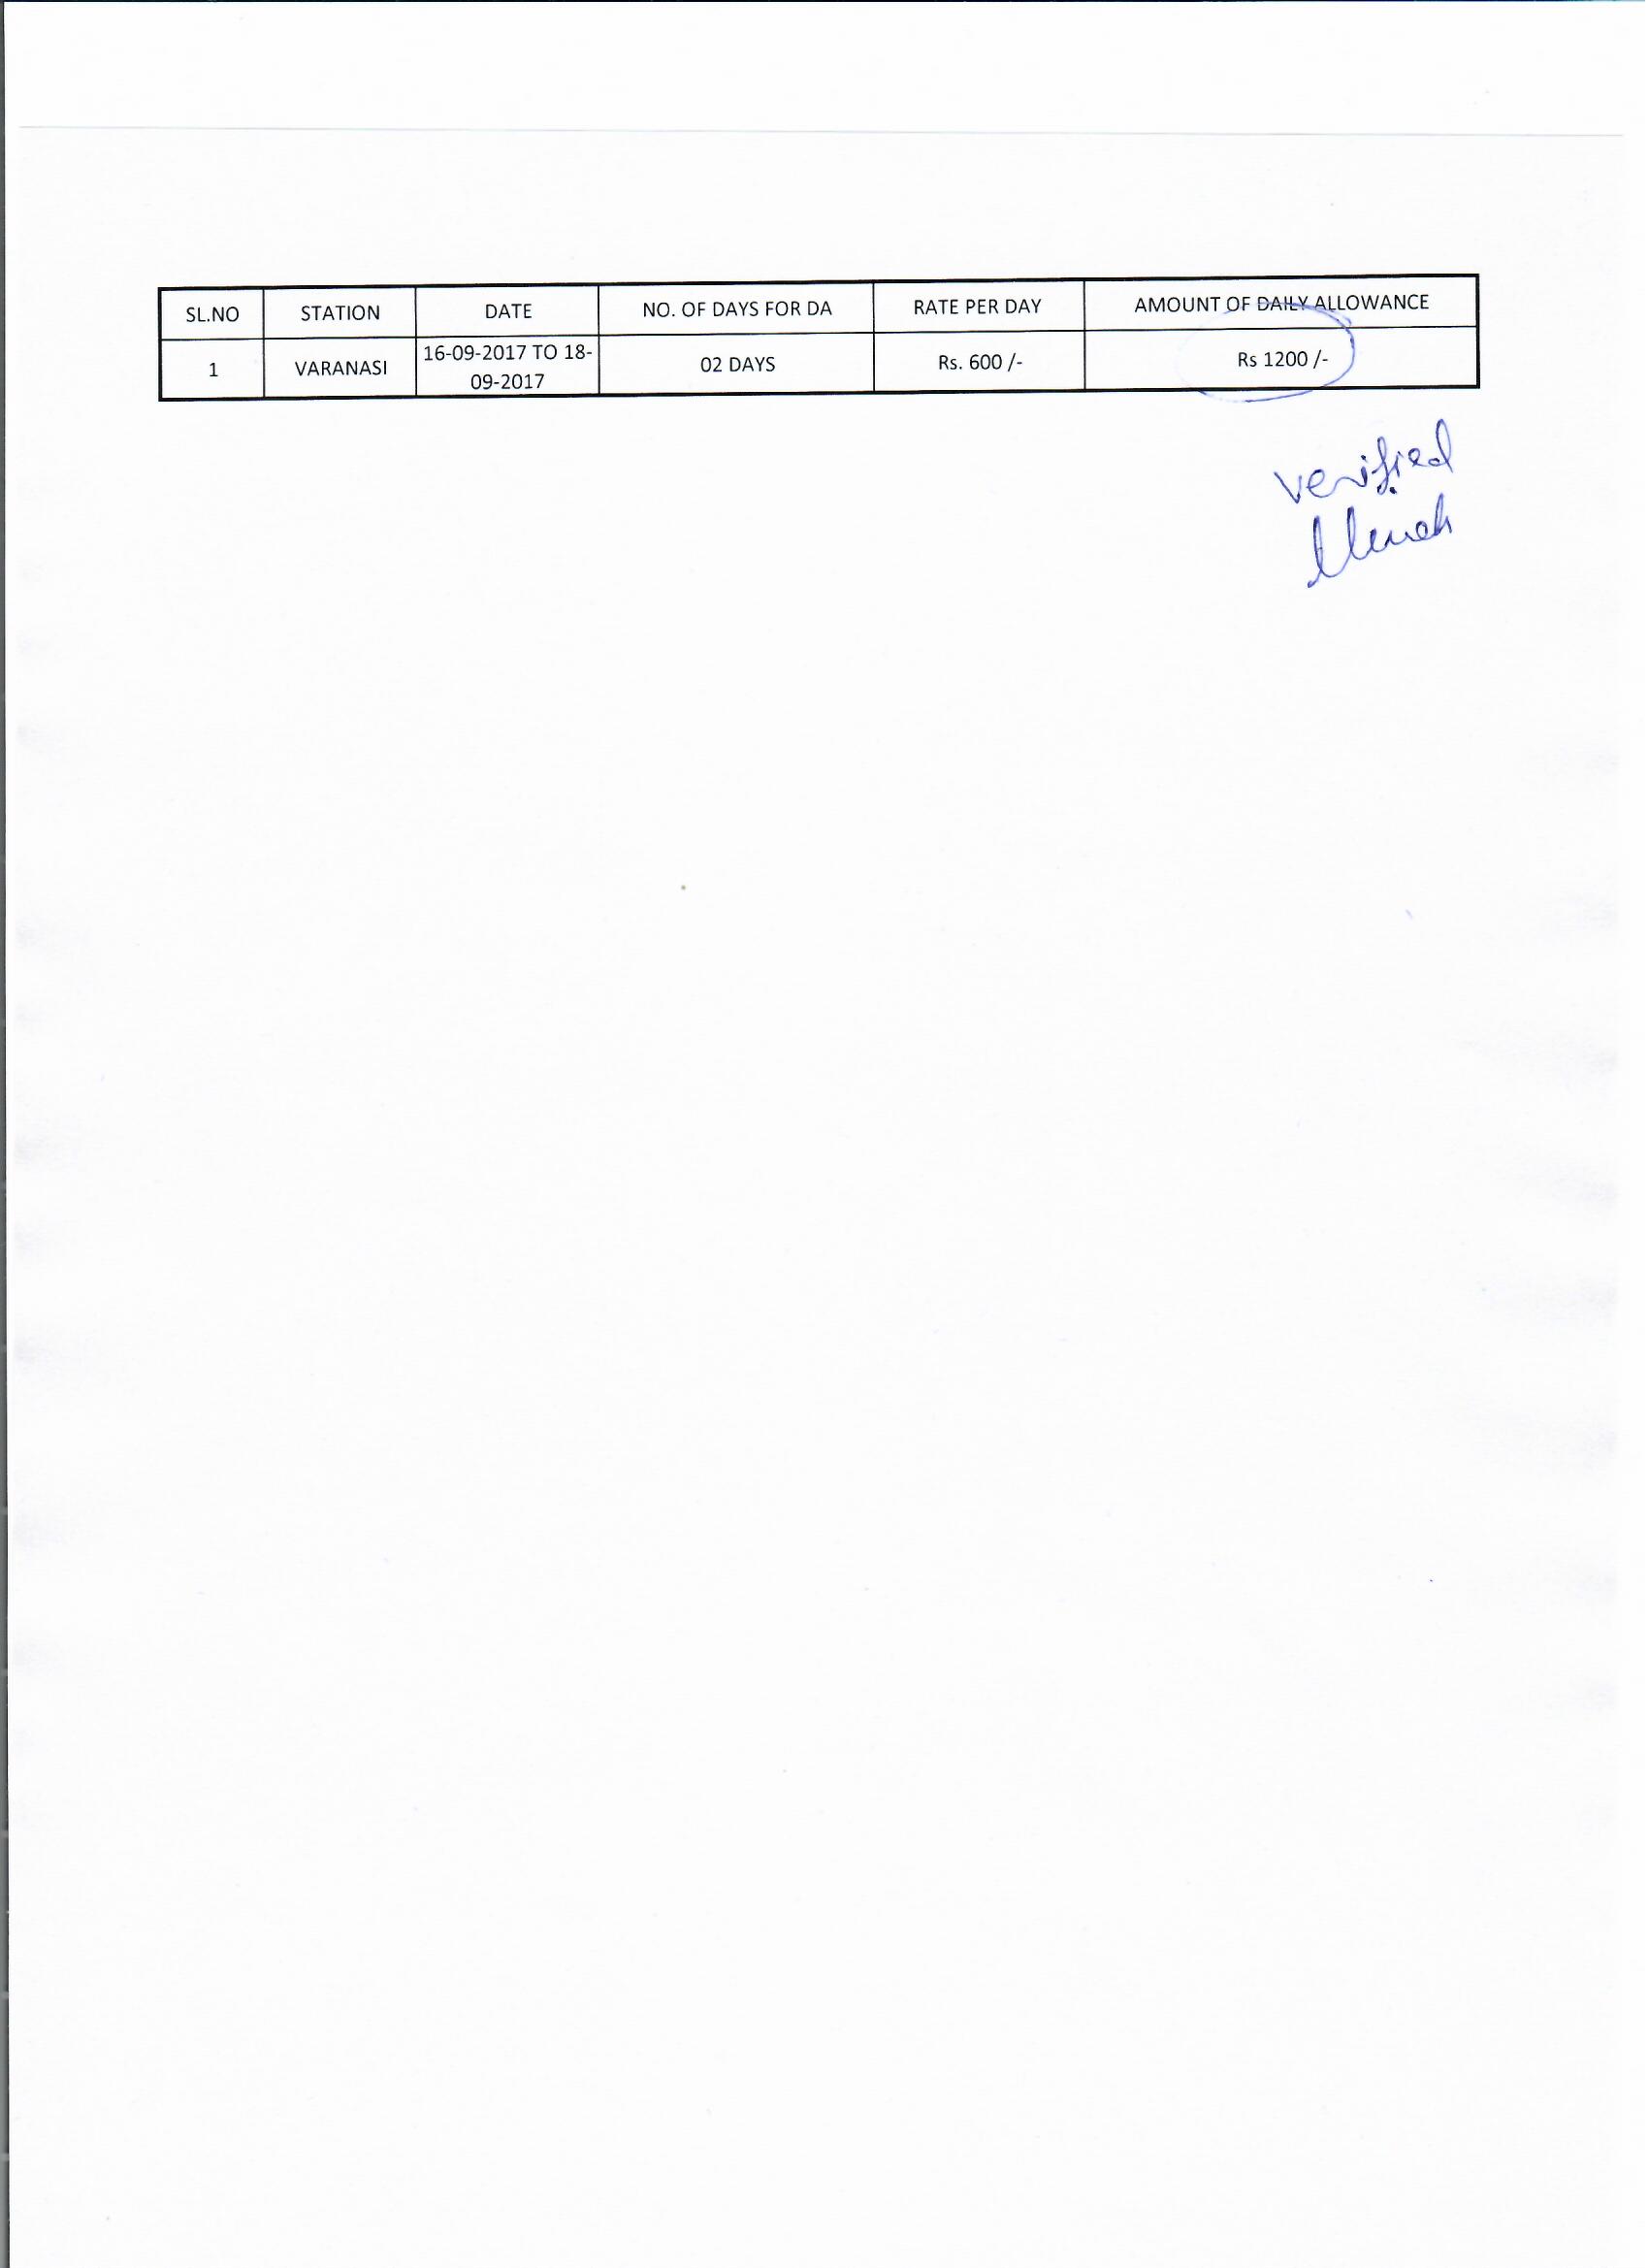 SL.NO STATION DATE NO. OF DAYS FOR DA RATE PER DAY AMOUNT OF DAILY ALLOWANCE
1 VARANASI 16-09-2017 TO 18- 02 DAYS Rs. 600 /- Rs 1200 /-
09-2017
verified